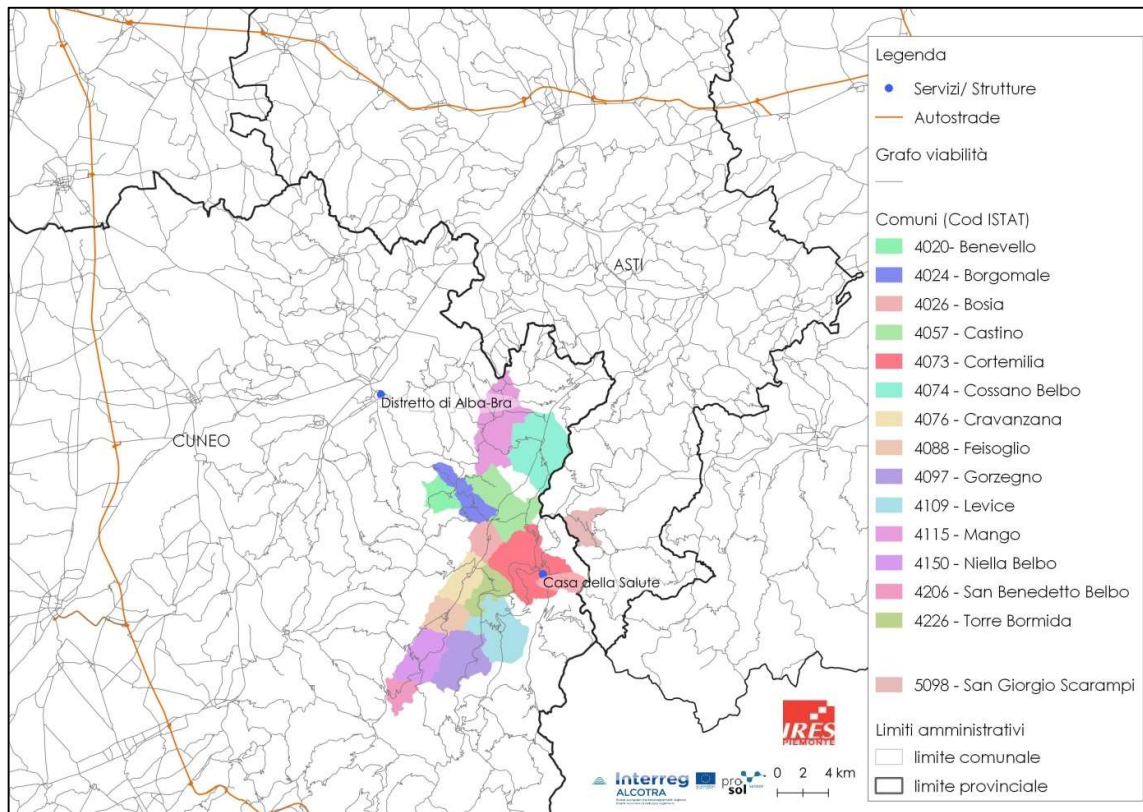 ASTI
Distretto di Alba-Bra
CUNEO
Casa della Salute
Legenda
Servizi/ Strutture
Autostrade
Grafo viabilità
Comuni (Cod ISTAT)
4020- Benevello
4024 - Borgomale
4026 - Bosia
4057 - Castino
4073 - Cortemilia
4074 - Cossano Belbo
4076 - Cravanzana
4088 - Feisoglio
4097 - Gorzegno
4109 - Levice
4115 - Mango
4150 - Niella Belbo
4206 - San Benedetto Belbo
4226 - Torre Bormida
5098 - San Giorgio Scarampi
Limiti amministrativi
limite comunale
limite provinciale
IRES
PIEMONTE
Interreg
ALCOTRA
pro
sol
0 2 4 km